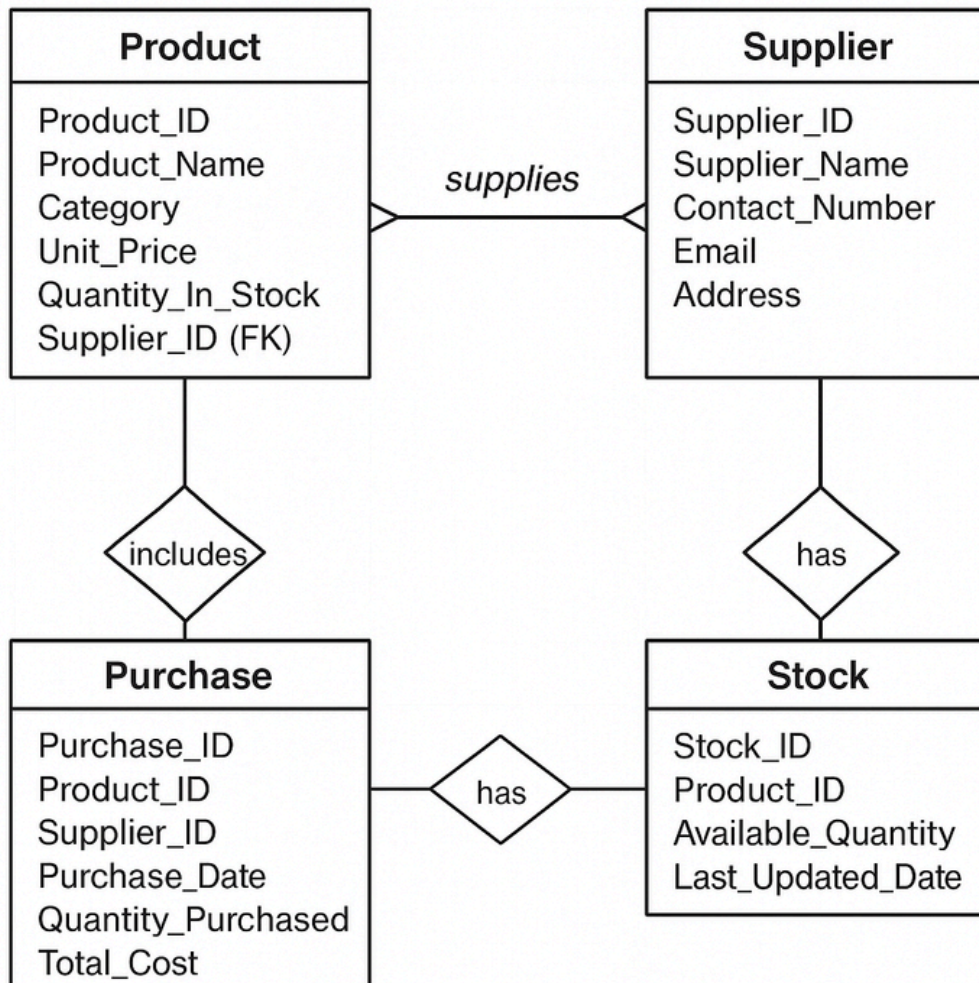 Product
Product_ID
Product_Name
Category
Unit_Price
Quantity_In_Stock
Supplier_ID (FK)
supplies
Supplier
Supplier_ID
Supplier_Name
Contact_Number
Email
Address
includes
has
Purchase
Purchase_ID
Product_ID
Supplier_ID
Purchase_Date
Quantity_Purchased
Total_Cost
has
Stock
Stock_ID
Product_ID
Available_Quantity
Last_Updated_Date